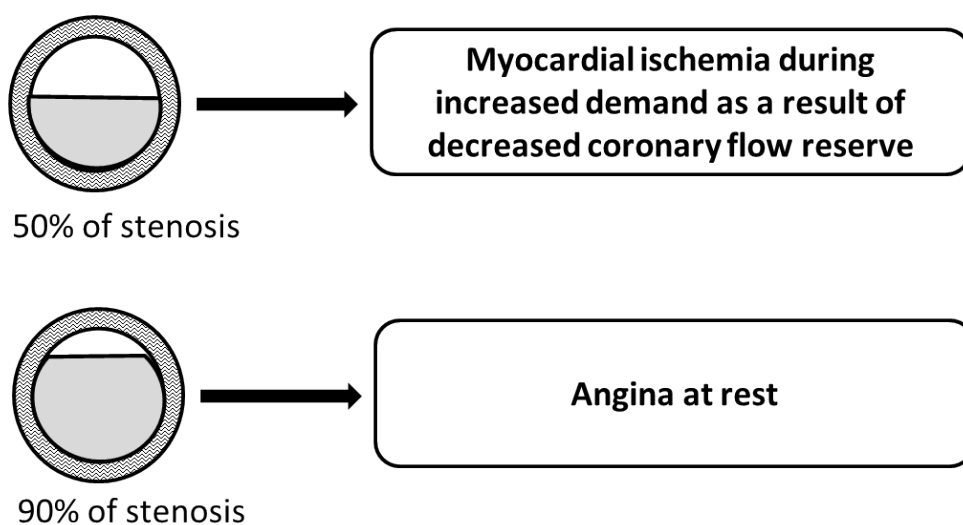 Myocardial ischemia during
increased demand as a result of
decreased coronary flow reserve
50% of stenosis
Angina at rest
90% of stenosis